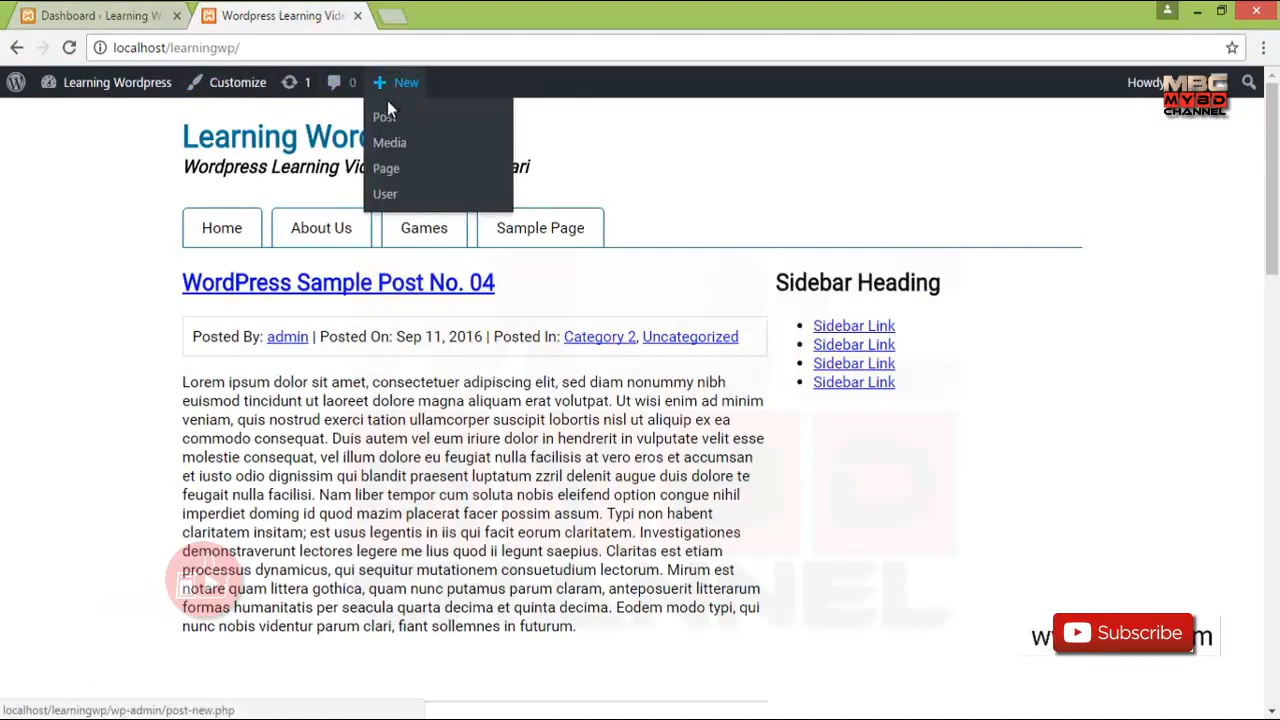 Dashboard ‹ Learning W
Wordpress Learning Vide
localhost/learningwp/
Learning Wordpress
Customize
1
0
New
Howdy
MBG
MYBD
CHANNEL
Post
Media
Page
User
Learning Word
Wordpress Learning Vid
ari
Home
About Us
Games
Sample Page
WordPress Sample Post No. 04
Sidebar Heading
Posted By: admin | Posted On: Sep 11, 2016 | Posted In: Category 2, Uncategorized
Sidebar Link
Sidebar Link
Sidebar Link
Sidebar Link
Lorem ipsum dolor sit amet, consectetuer adipiscing elit, sed diam nonummy nibh
euismod tincidunt ut laoreet dolore magna aliquam erat volutpat. Ut wisi enim ad minim
veniam, quis nostrud exerci tation ullamcorper suscipit lobortis nisl ut aliquip ex ea
commodo consequat. Duis autem vel eum iriure dolor in hendrerit in vulputate velit esse
molestie consequat, vel illum dolore eu feugiat nulla facilisis at vero eros et accumsan
et iusto odio dignissim qui blandit praesent luptatum zzril delenit augue duis dolore te
feugait nulla facilisi. Nam liber tempor cum soluta nobis eleifend option congue nihil
imperdiet doming id quod mazim placerat facer possim assum. Typi non habent
claritatem insitam; est usus legentis in iis qui facit eorum claritatem. Investigationes
demonstraverunt lectores legere me lius quod ii legunt saepius. Claritas est etiam
processus dynamicus, qui sequitur mutationem consuetudium lectorum. Mirum est
notare quam littera gothica, quam nunc putamus parum claram, anteposuerit litterarum
formas humanitatis per seacula quarta decima et quinta decima. Eodem modo typi, qui
nunc nobis videntur parum clari, fiant sollemnes in futurum.
CHANNEL
Subscribe
localhost/learningwp/wp-admin/post-new.php